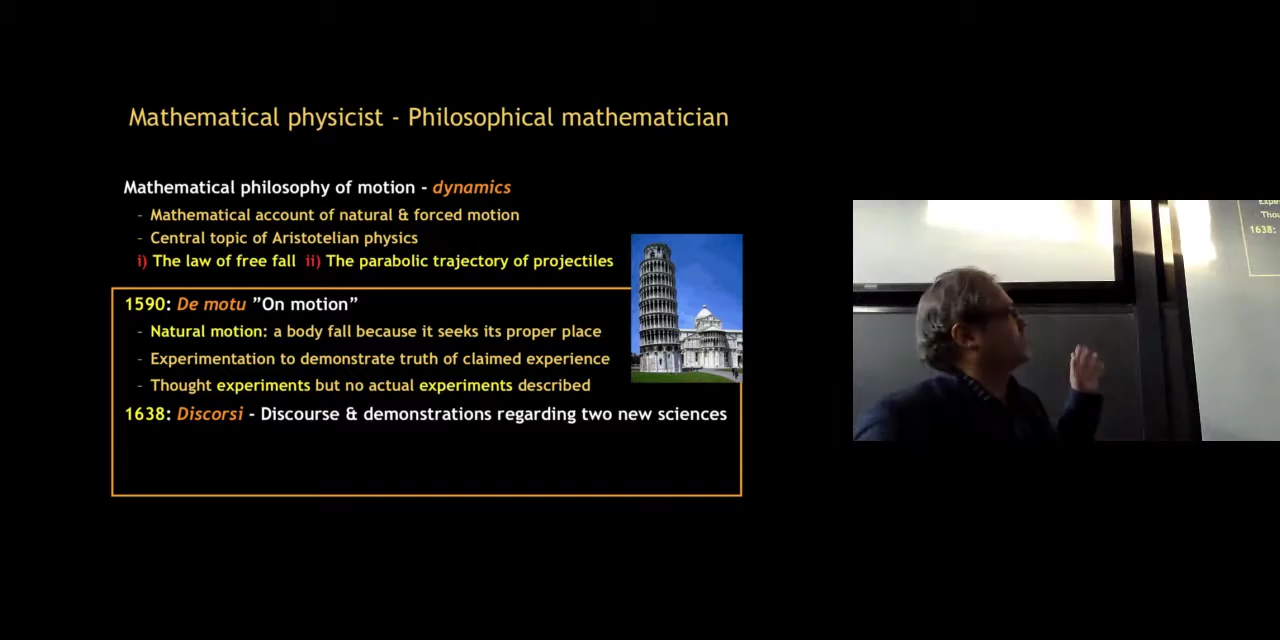 Mathematical physicist - Philosophical mathematician
Mathematical philosophy of motion - dynamics
- Mathematical account of natural & forced motion
- Central topic of Aristotelian physics
i) The law of free fall ii) The parabolic trajectory of projectiles
1590: De motu ”On motion”
- Natural motion: a body fall because it seeks its proper place
- Experimentation to demonstrate truth of claimed experience
- Thought experiments but no actual experiments described
1638: Discorsi - Discourse & demonstrations regarding two new sciences
1638: